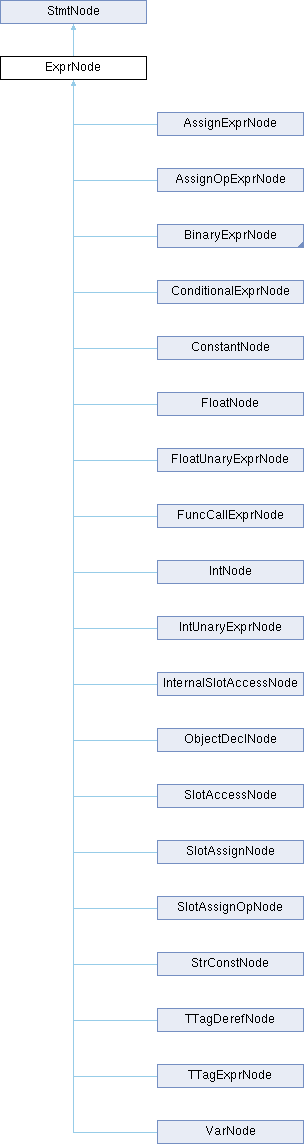 StmtNode
ExprNode
AssignExprNode
AssignOpExprNode
BinaryExprNode
ConditionalExprNode
ConstantNode
FloatNode
FloatUnaryExprNode
FuncCallExprNode
IntNode
IntUnaryExprNode
InternalSlotAccessNode
ObjectDeclNode
SlotAccessNode
SlotAssignNode
SlotAssignOpNode
StrConstNode
TTagDerefNode
TTagExprNode
VarNode